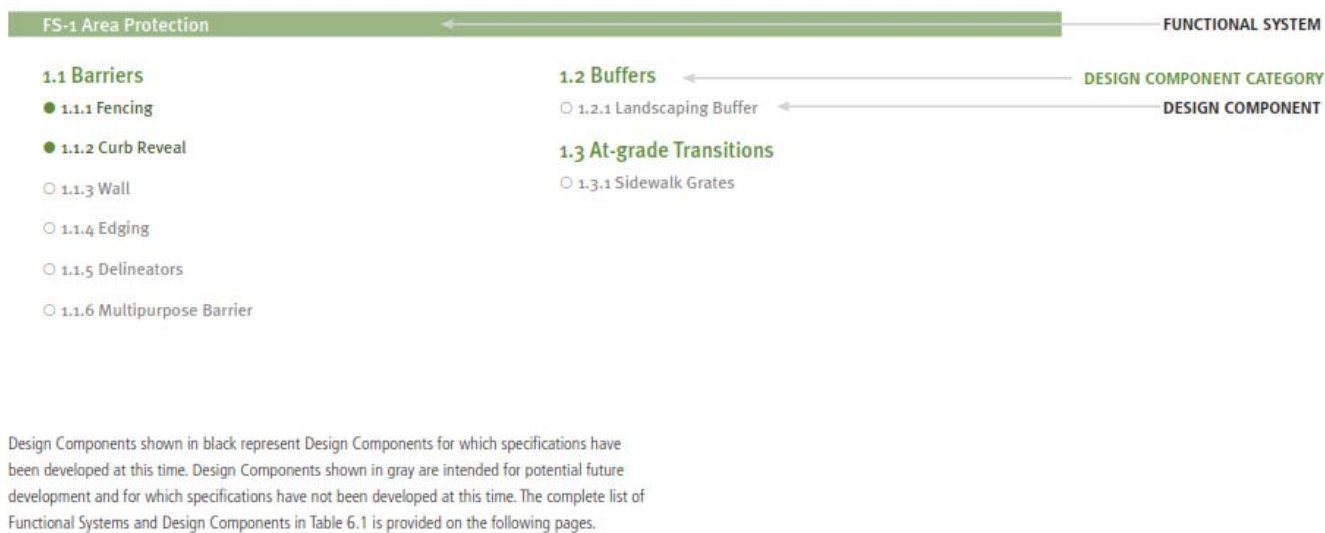 FS-1 Area Protection
FUNCTIONAL SYSTEM
1.1 Barriers
1.1.1 Fencing
1.1.2 Curb Reveal
1.1.3 Wall
1.1.4 Edging
1.1.5 Delineators
1.1.6 Multipurpose Barrier
1.2 Buffers
DESIGN COMPONENT CATEGORY
1.2.1 Landscaping Buffer
DESIGN COMPONENT
1.3 At-grade Transitions
1.3.1 Sidewalk Grates
Design Components shown in black represent Design Components for which specifications have
been developed at this time. Design Components shown in gray are intended for potential future
development and for which specifications have not been developed at this time. The complete list of
Functional Systems and Design Components in Table 6.1 is provided on the following pages.